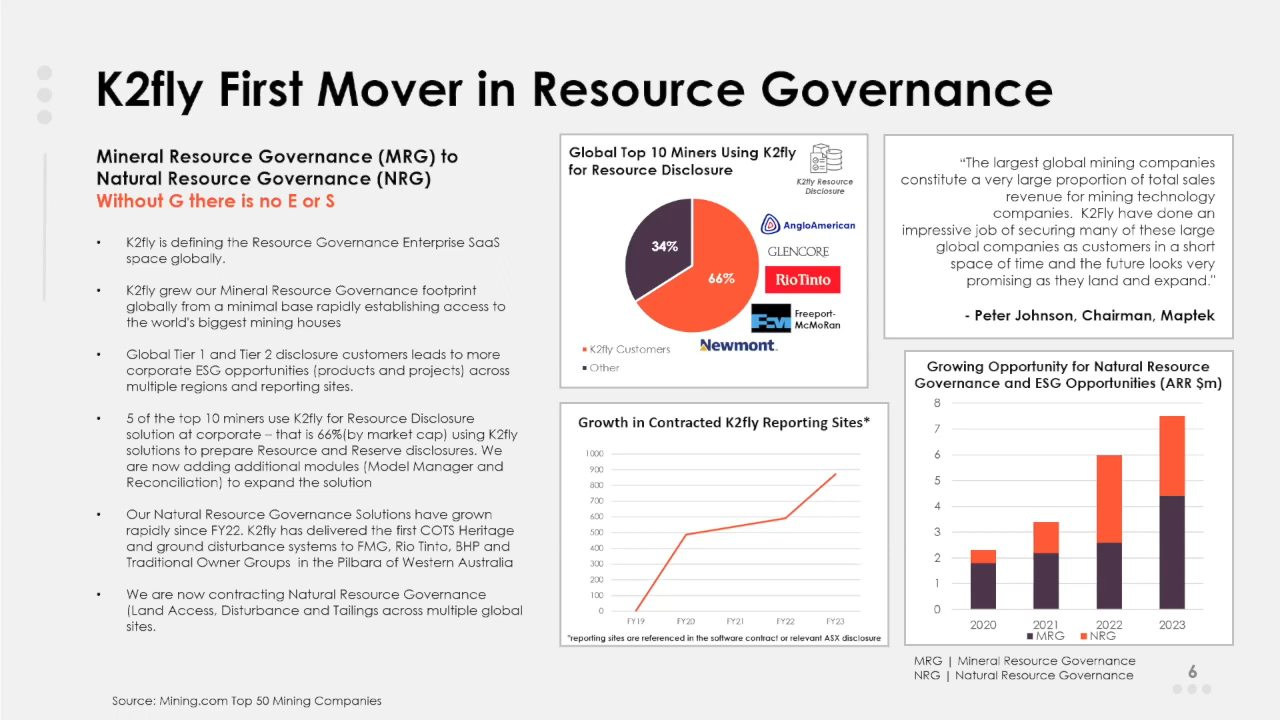 K2fly First Mover in Resource Governance
Mineral Resource Governance (MRG) to
Natural Resource Governance (NRG)
Without G there is no E or S
• K2fly is defining the Resource Governance Enterprise SaaS
space globally.
• K2fly grew our Mineral Resource Governance footprint
globally from a minimal base rapidly establishing access to
the world's biggest mining houses
• Global Tier 1 and Tier 2 disclosure customers leads to more
corporate ESG opportunities (products and projects) across
multiple regions and reporting sites.
• 5 of the top 10 miners use K2fly for Resource Disclosure
solution at corporate – that is 66%(by market cap) using K2fly
solutions to prepare Resource and Reserve disclosures. We
are now adding additional modules (Model Manager and
Reconciliation) to expand the solution
• Our Natural Resource Governance Solutions have grown
rapidly since FY22. K2fly has delivered the first COTS Heritage
and ground disturbance systems to FMG, Rio Tinto, BHP and
Traditional Owner Groups in the Pilbara of Western Australia
• We are now contracting Natural Resource Governance
(Land Access, Disturbance and Tailings across multiple global
sites.
Source: Mining.com Top 50 Mining Companies
Global Top 10 Miners Using K2fly
for Resource Disclosure
K2fly Resource
Disclosure
34%
66%
AngloAmerican
GLENCORE
RioTinto
FCX
Freeport-
McMoRan
Newmont
K2fly Customers
Other
"The largest global mining companies
constitute a very large proportion of total sales
revenue for mining technology
companies. K2Fly have done an
impressive job of securing many of these large
global companies as customers in a short
space of time and the future looks very
promising as they land and expand."
- Peter Johnson, Chairman, Maptek
Growth in Contracted K2fly Reporting Sites*
1000
900
800
700
600
500
400
300
200
100
0
FY19 FY20 FY21 FY22 FY23
*reporting sites are referenced in the software contract or relevant ASX disclosure
Growing Opportunity for Natural Resource
Governance and ESG Opportunities (ARR $m)
8
7
6
5
4
3
2
1
0
2020 2021 2022 2023
MRG NRG
MRG | Mineral Resource Governance
NRG | Natural Resource Governance
6